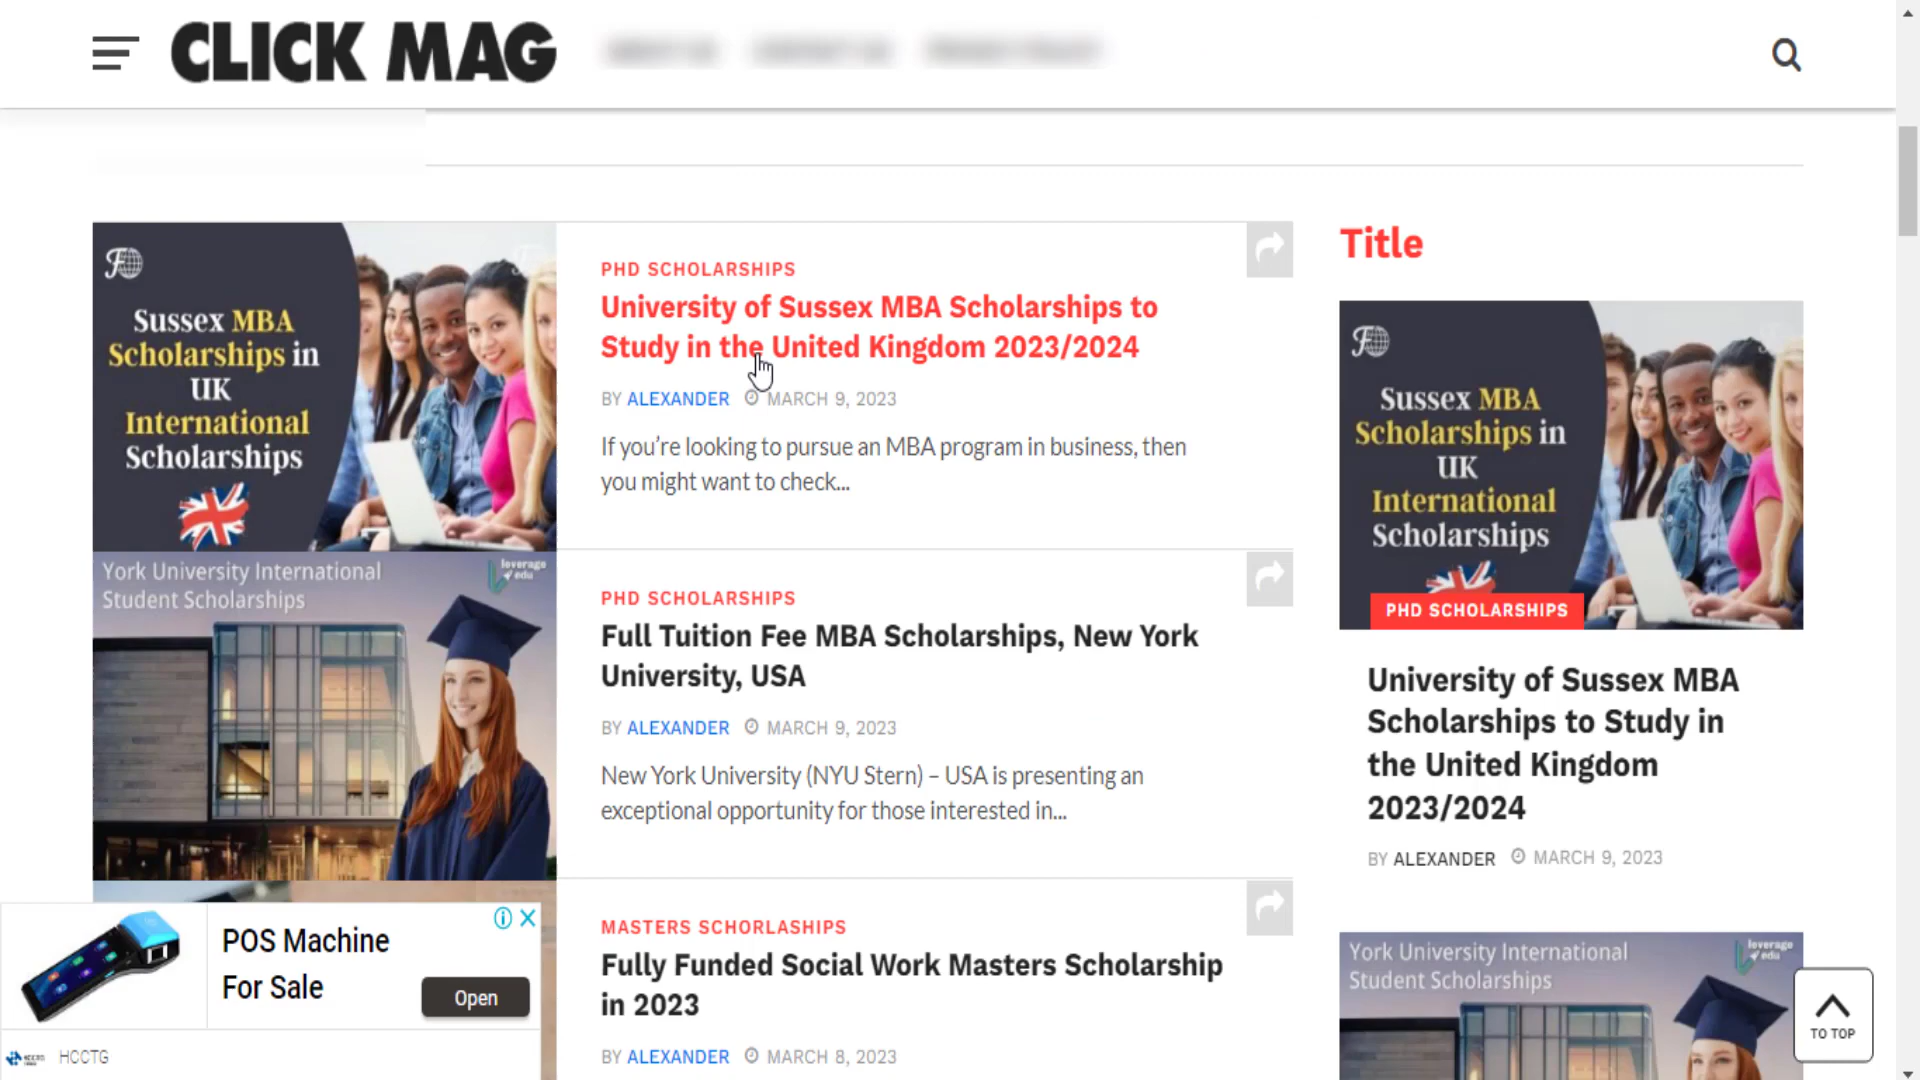 CLICK MAG
Sussex MBA
Scholarships in
UK
International
Scholarships
PHD SCHOLARSHIPS
University of Sussex MBA Scholarships to
Study in the United Kingdom 2023/2024
BY ALEXANDER MARCH 9, 2023
If you’re looking to pursue an MBA program in business, then
you might want to check...
York University International
Student Scholarships
leverage
edu
PHD SCHOLARSHIPS
Full Tuition Fee MBA Scholarships, New York
University, USA
BY ALEXANDER MARCH 9, 2023
New York University (NYU Stern) – USA is presenting an
exceptional opportunity for those interested in...
MASTERS SCHORLASHIPS
Fully Funded Social Work Masters Scholarship
in 2023
BY ALEXANDER MARCH 8, 2023
Title
Sussex MBA
Scholarships in
UK
International
Scholarships
PHD SCHOLARSHIPS
University of Sussex MBA
Scholarships to Study in
the United Kingdom
2023/2024
BY ALEXANDER MARCH 9, 2023
York University International
Student Scholarships
leverage
edu
TO TOP
POS Machine
For Sale
Open
HCCTG